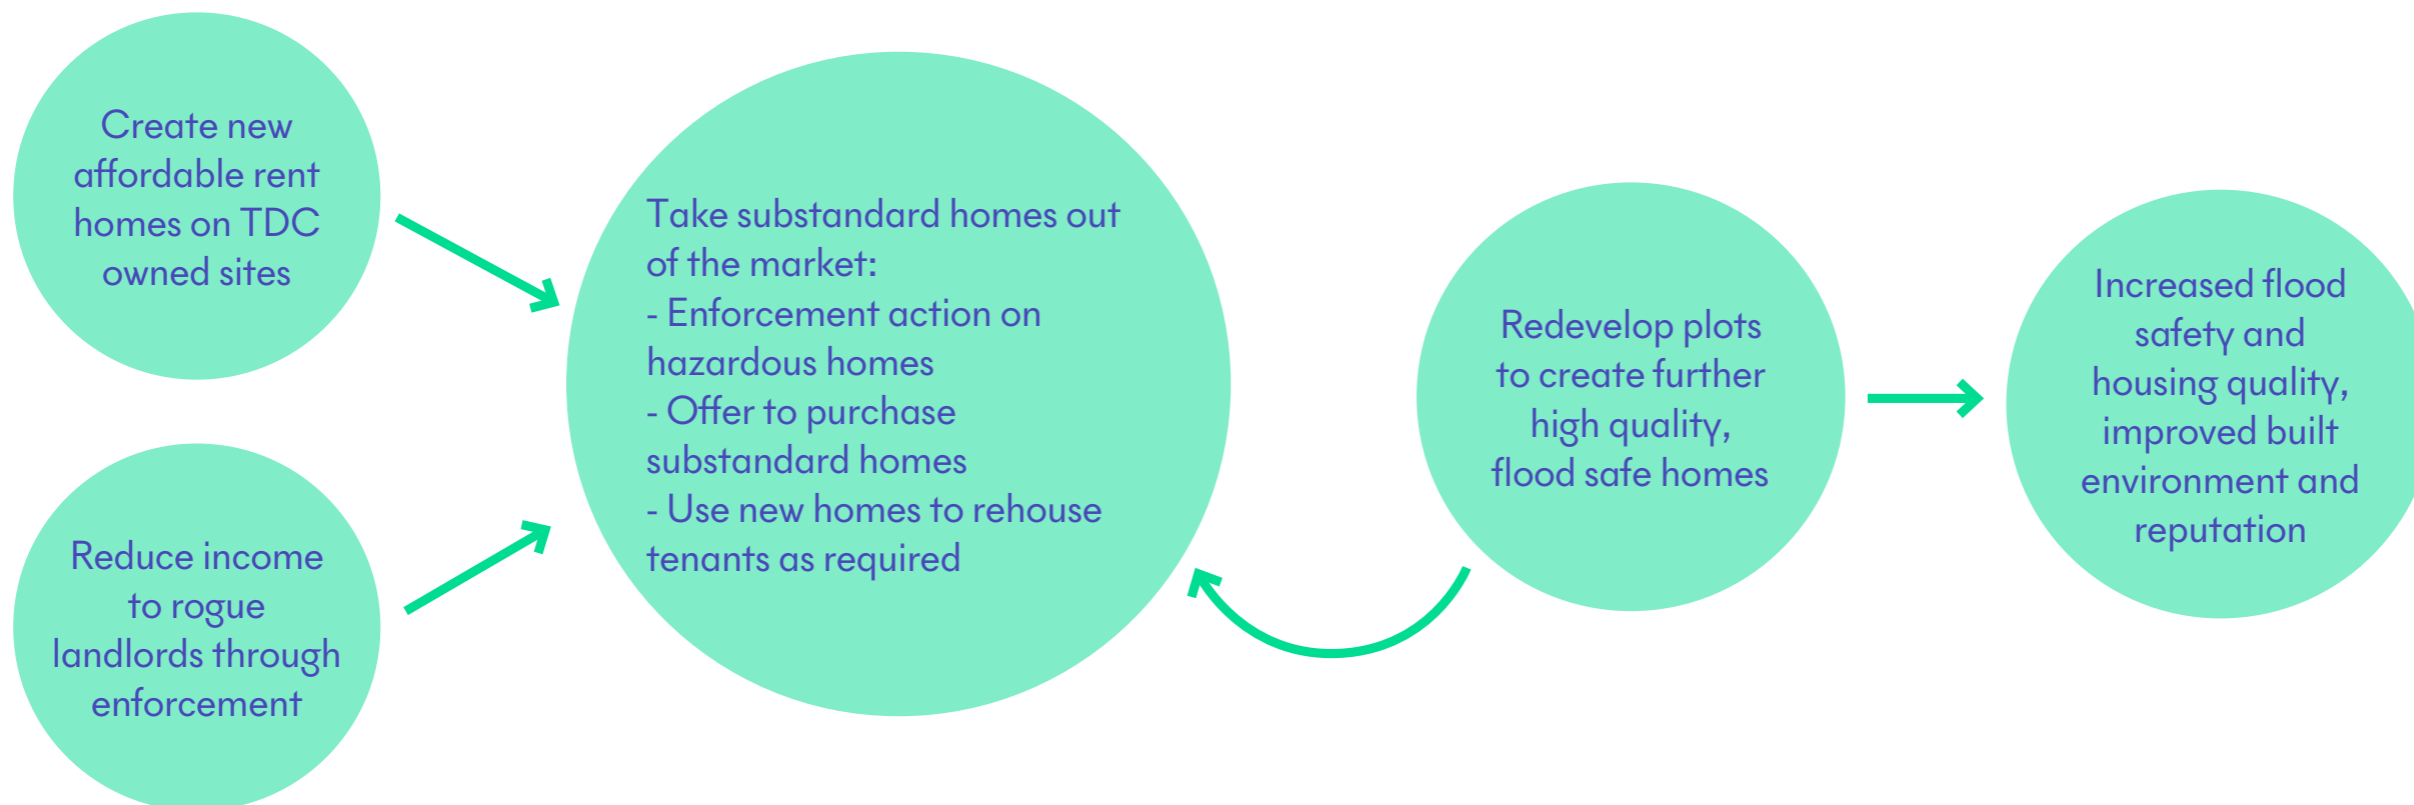 Create new
affordable rent
homes on TDC
owned sites
Reduce income
to rogue
landlords through
enforcement
Take substandard homes out
of the market:
- Enforcement action on
hazardous homes
- Offer to purchase
substandard homes
- Use new homes to rehouse
tenants as required
Redevelop plots
to create further
high quality,
flood safe homes
Increased flood
safety and
housing quality,
improved built
environment and
reputation